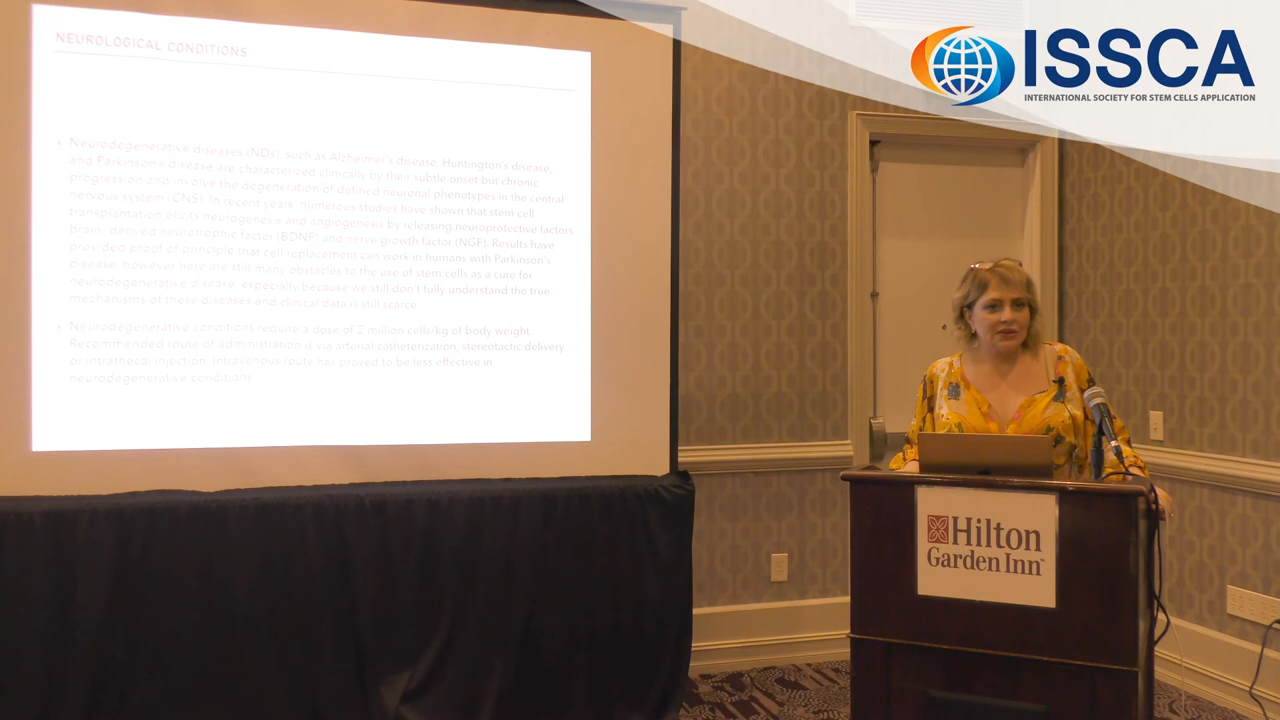 NEUROLOGICAL CONDITIONS
Neurodegenerative diseases (NDs), such as Alzheimer's disease, Huntington's disease,
and Parkinson's disease are characterized clinically by their subtle onset but chronic
progression and involve the degeneration of defined neuronal phenotypes in the central
nervous system (CNS). In recent years, numerous studies have shown that stem cell
transplantation elicits neurogenesis and angiogenesis by releasing neuroprotective factors
brain- derived neurotrophic factor (BDNF) and nerve growth factor (NGF). Results have
provided proof of principle that cell replacement can work in humans with Parkinson's
disease, however here are still many obstacles to the use of stem cells as a cure for
neurodegenerative disease, especially because we still don't fully understand the true
mechanisms of these diseases and clinical data is still scarce.
Neurodegenerative conditions require a dose of 2 million cells/kg of body weight.
Recommended route of administration is via arterial catheterization, stereotactic delivery
or intrathecal injection. Intravenous route has proved to be less effective in
neurodegenerative conditions.
ISSCA
INTERNATIONAL SOCIETY FOR STEM CELLS APPLICATION
Hilton
Garden Inn™